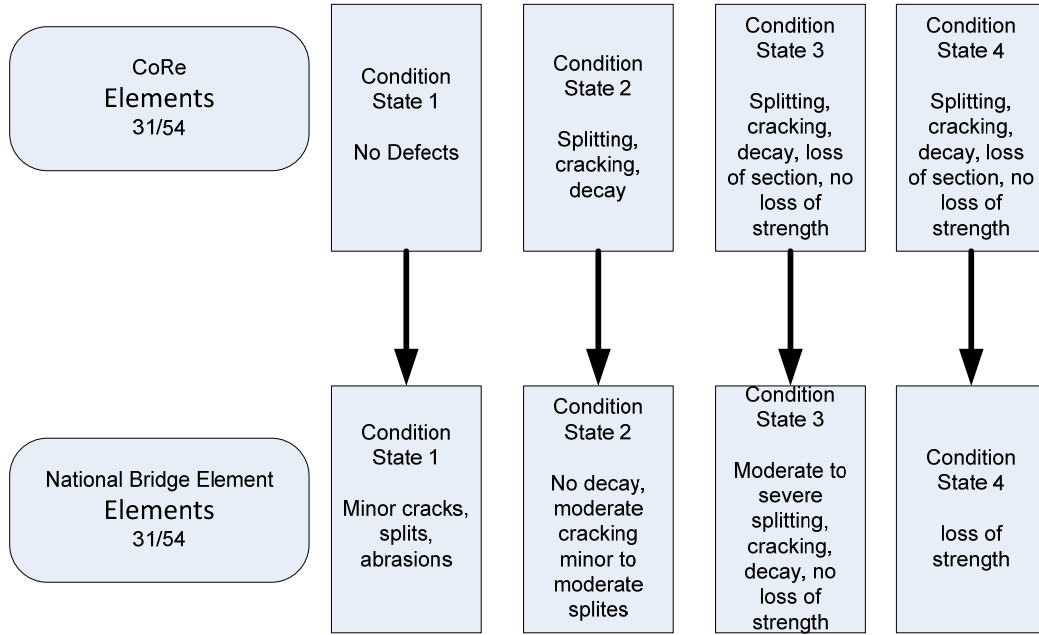 CoRe
Elements
31/54
Condition
State 1
No Defects
Condition
State 2
Splitting,
cracking,
decay
Condition
State 3
Splitting,
cracking,
decay, loss
of section, no
loss of
strength
Condition
State 4
Splitting,
cracking,
decay, loss
of section, no
loss of
strength
National Bridge Element
Elements
31/54
Condition
State 1
Minor cracks,
splits,
abrasions
Condition
State 2
No decay,
moderate
cracking
minor to
moderate
splites
Condition
State 3
Moderate to
severe
splitting,
cracking,
decay, no
loss of
strength
Condition
State 4
loss of
strength